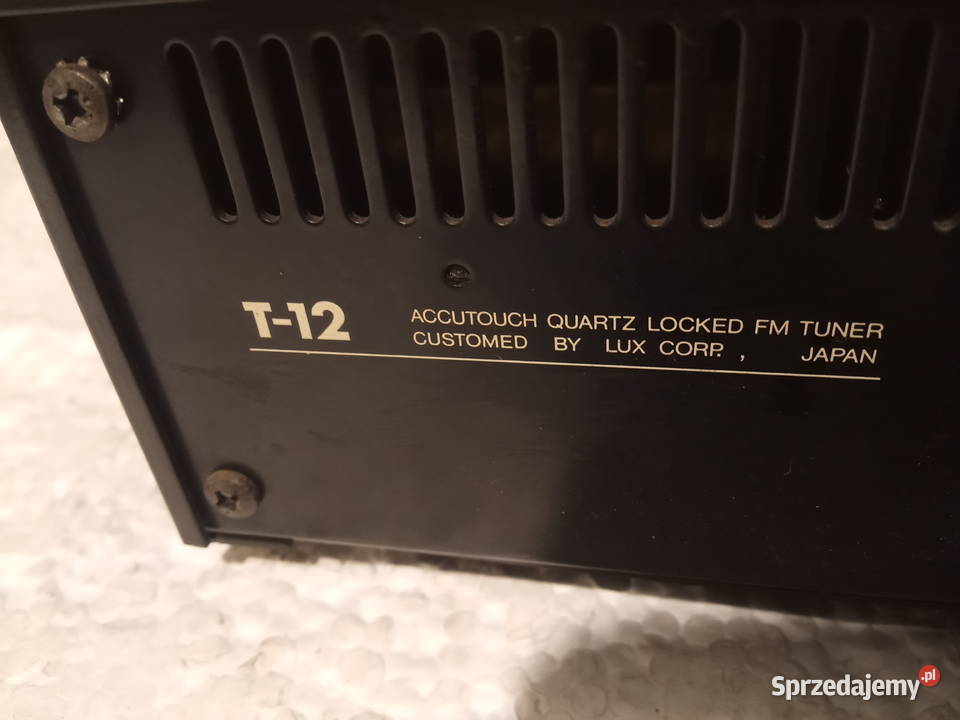 T-12
ACCUTOUCH QUARTZ LOCKED FM TUNER
CUSTOMED BY LUX CORP. , JAPAN
Sprzedajemy.pl